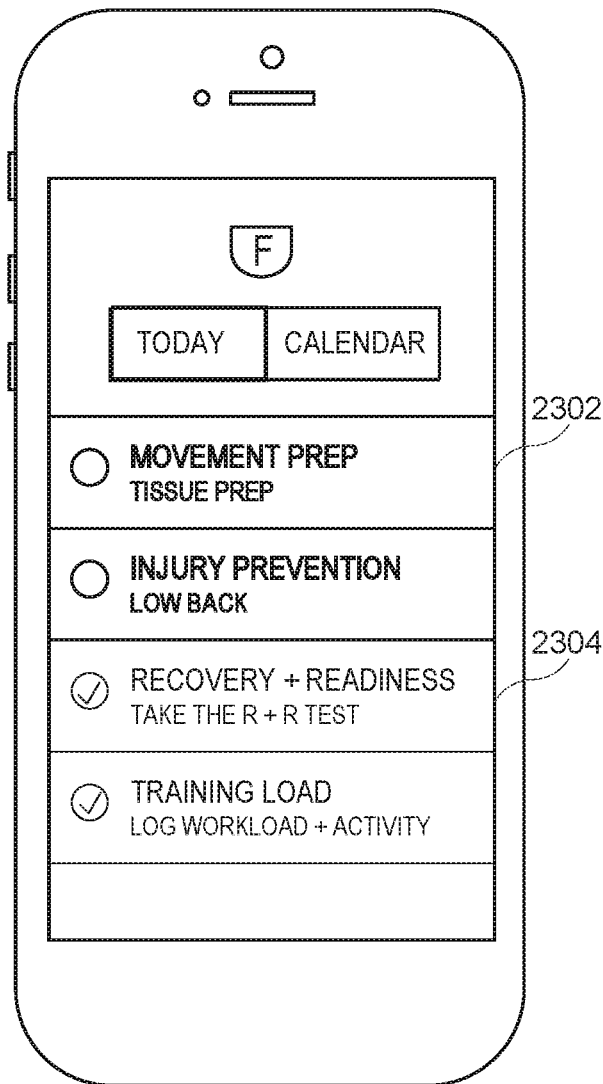 F
TODAY CALENDAR
2302
MOVEMENT PREP
TISSUE PREP
INJURY PREVENTION
LOW BACK
2304
RECOVERY + READINESS
TAKE THE R + R TEST
TRAINING LOAD
LOG WORKLOAD + ACTIVITY